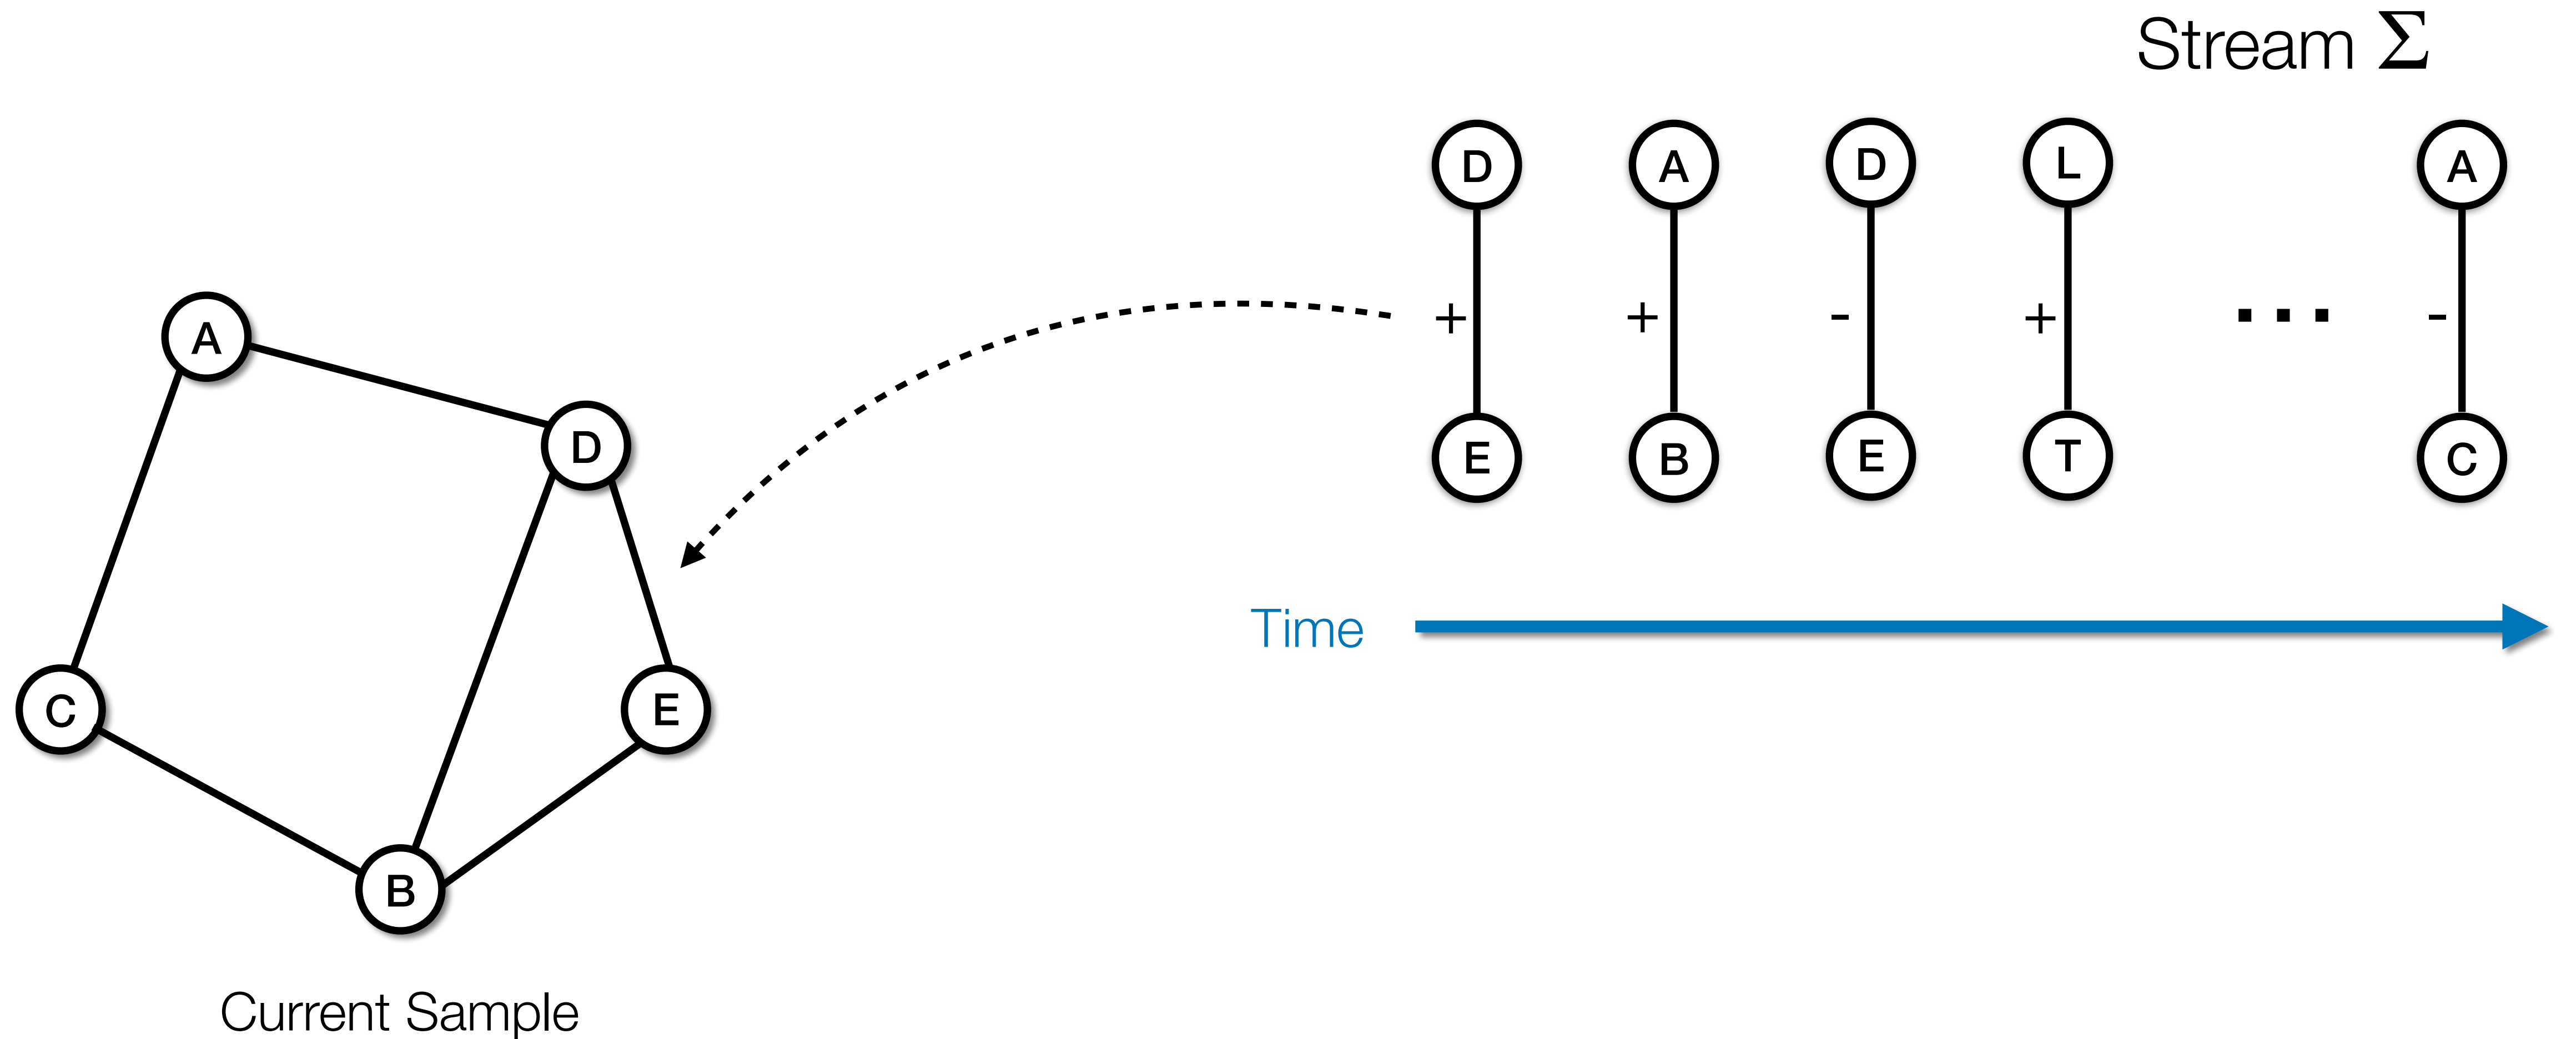 Stream Σ
D A D L A
+ + - + ... -
E B E T C
Time
A
D
C
E
B
Current Sample